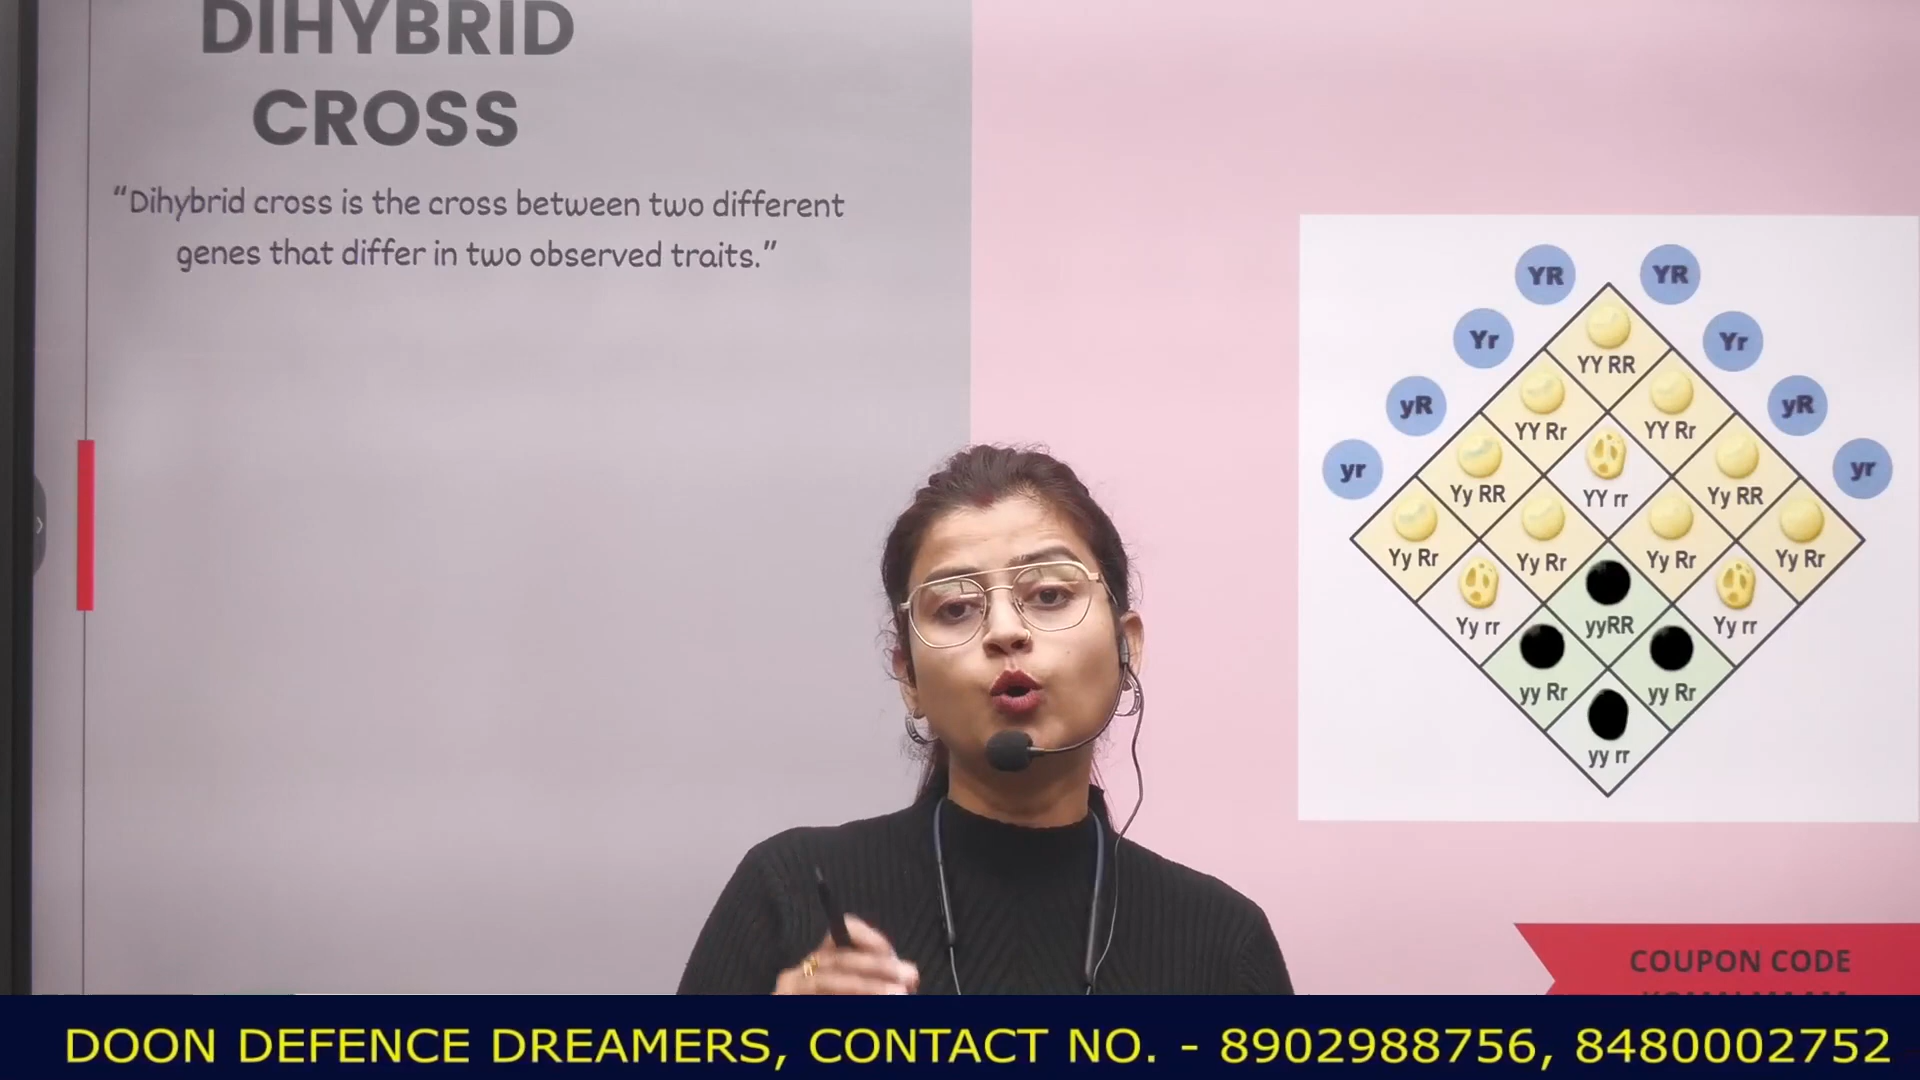 DIHYBRID
CROSS
“Dihybrid cross is the cross between two different
genes that differ in two observed traits.”
YR YR
Yr Yr
yR yR
yr yr
YY RR
YY Rr YY Rr
Yy RR YY rr Yy RR
Yy Rr Yy Rr Yy Rr Yy Rr
Yy rr yyRR Yy rr
yy Rr yy Rr
yy rr
COUPON CODE
DOON DEFENCE DREAMERS, CONTACT NO. - 8902988756, 8480002752